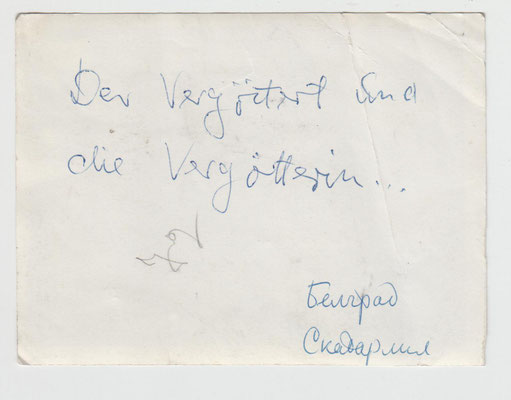 Der Vergöttert und
die Vergötterin...
Белград
Скадарлия